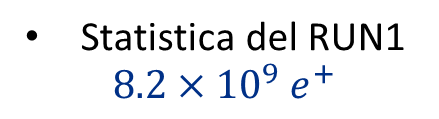 • Statistica del RUN1
8.2 × 10⁹ e⁺